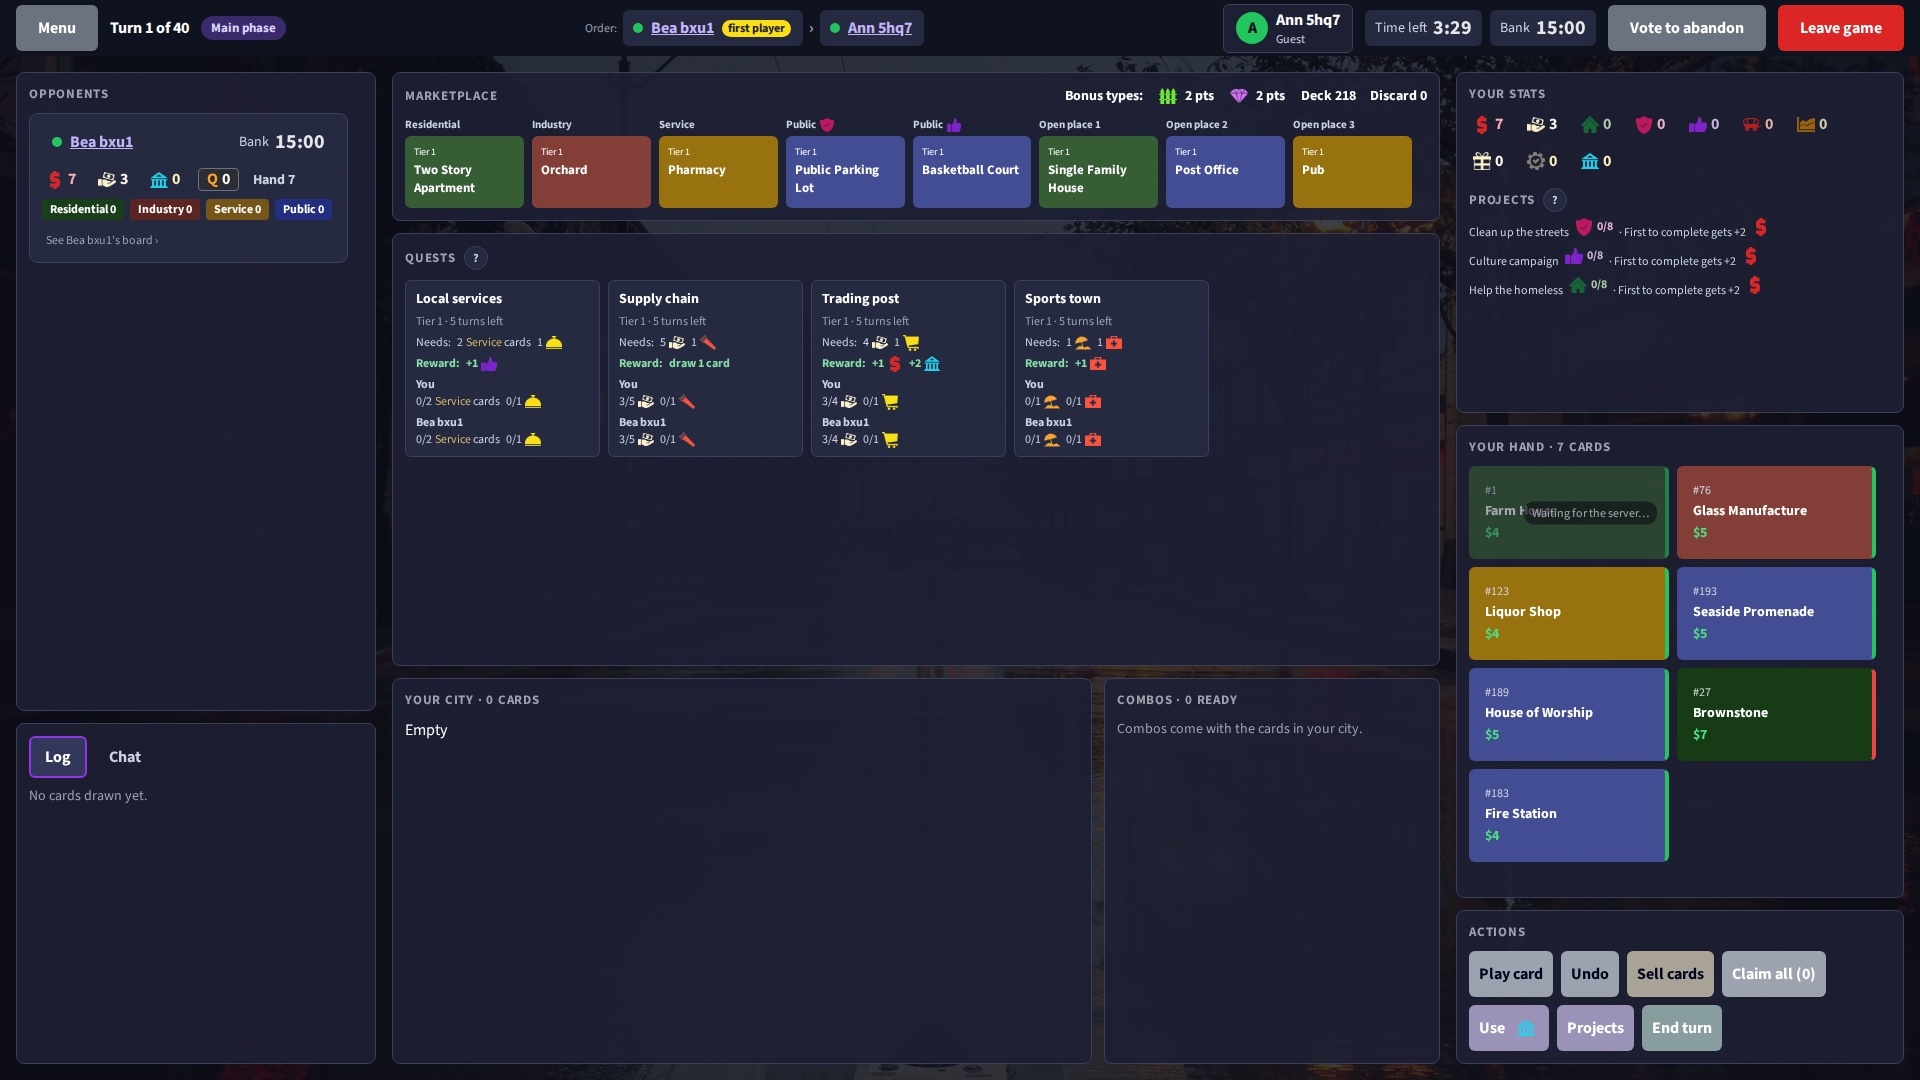 Menu
Turn 1 of 40
Main phase
Order:
Bea bxu1
first player
›
Ann 5hq7
A
Ann 5hq7
Guest
Time left 3:29
Bank 15:00
Vote to abandon
Leave game
OPPONENTS
Bea bxu1
Bank 15:00
7
3
0
Q 0
Hand 7
Residential 0
Industry 0
Service 0
Public 0
See Bea bxu1's board ›
Log
Chat
No cards drawn yet.
MARKETPLACE
Bonus types:
2 pts
2 pts
Deck 218
Discard 0
Residential
Tier 1
Two Story
Apartment
Industry
Tier 1
Orchard
Service
Tier 1
Pharmacy
Public
Tier 1
Public Parking
Lot
Public
Tier 1
Basketball Court
Open place 1
Tier 1
Single Family
House
Open place 2
Tier 1
Post Office
Open place 3
Tier 1
Pub
QUESTS
?
Local services
Tier 1 · 5 turns left
Needs: 2 Service cards 1
Reward: +1
You
0/2 Service cards 0/1
Bea bxu1
0/2 Service cards 0/1
Supply chain
Tier 1 · 5 turns left
Needs: 5 1
Reward: draw 1 card
You
3/5 0/1
Bea bxu1
3/5 0/1
Trading post
Tier 1 · 5 turns left
Needs: 4 1
Reward: +1 +2
You
3/4 0/1
Bea bxu1
3/4 0/1
Sports town
Tier 1 · 5 turns left
Needs: 1 1
Reward: +1
You
0/1 0/1
Bea bxu1
0/1 0/1
YOUR CITY · 0 CARDS
Empty
COMBOS · 0 READY
Combos come with the cards in your city.
YOUR STATS
7 3 0 0 0 0 0
0 0 0
PROJECTS
?
Clean up the streets 0/8 · First to complete gets +2
Culture campaign 0/8 · First to complete gets +2
Help the homeless 0/8 · First to complete gets +2
YOUR HAND · 7 CARDS
#1
Farm
Waiting for the server…
$4
#76
Glass Manufacture
$5
#123
Liquor Shop
$4
#193
Seaside Promenade
$5
#189
House of Worship
$5
#27
Brownstone
$7
#183
Fire Station
$4
ACTIONS
Play card
Undo
Sell cards
Claim all (0)
Use
Projects
End turn